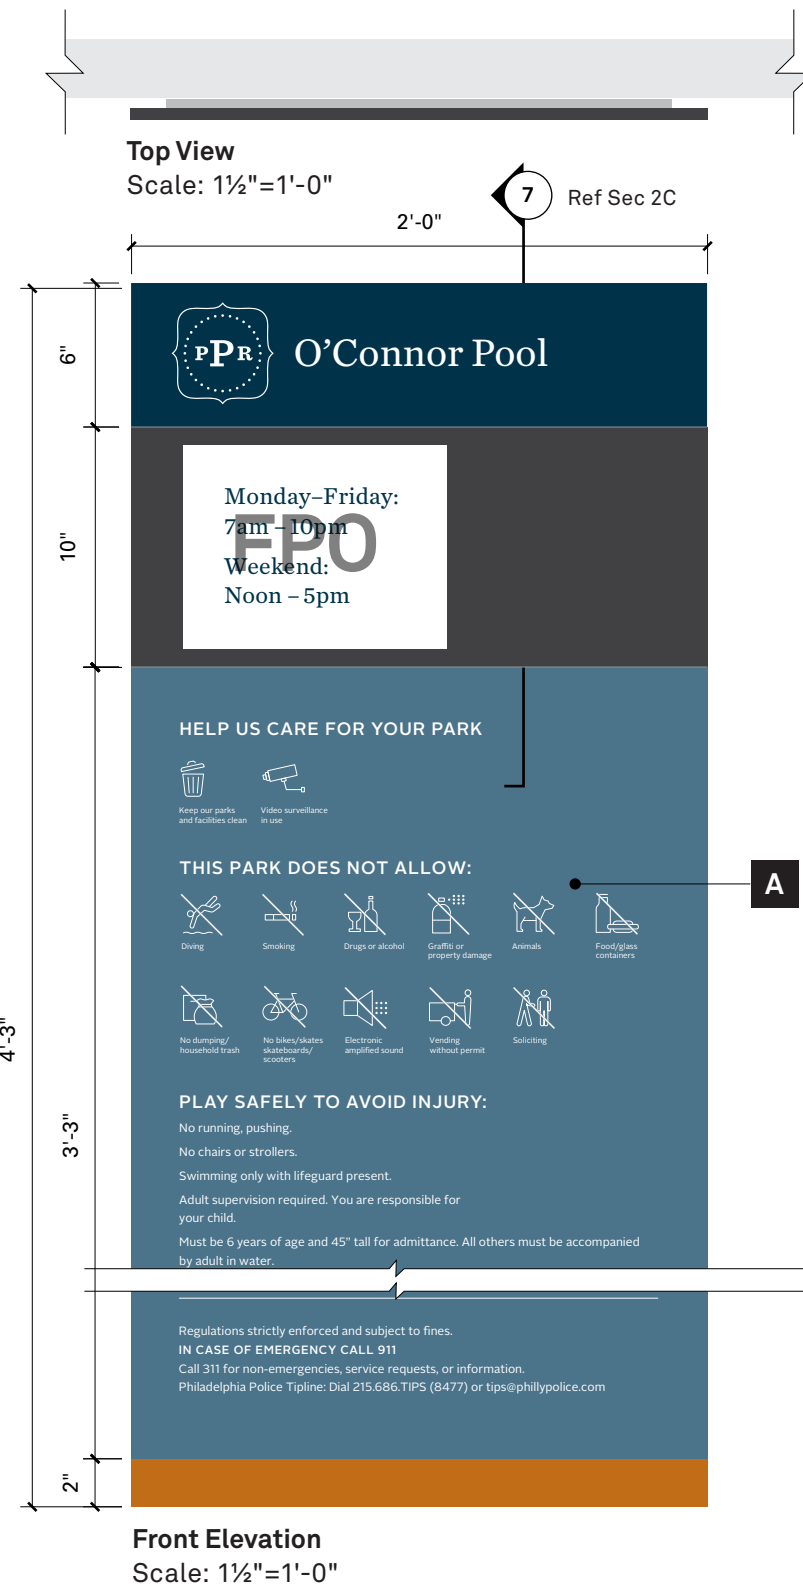 Top View
Scale: 1½"=1'-0"
7
Ref Sec 2C
2'-0"
6"
PPR
O’Connor Pool
10"
Monday–Friday:
7am – 10pm
FPO
Weekend:
Noon – 5pm
HELP US CARE FOR YOUR PARK
Keep our parks
and facilities clean
Video surveillance
in use
THIS PARK DOES NOT ALLOW:
A
Diving
Smoking
Drugs or alcohol
Graffiti or
property damage
Animals
Food/glass
containers
No dumping/
household trash
No bikes/skates
skateboards/
scooters
Electronic
amplified sound
Vending
without permit
Soliciting
4'-3"
3'-3"
PLAY SAFELY TO AVOID INJURY:
No running, pushing.
No chairs or strollers.
Swimming only with lifeguard present.
Adult supervision required. You are responsible for
your child.
Must be 6 years of age and 45" tall for admittance. All others must be accompanied
by adult in water.
Regulations strictly enforced and subject to fines.
IN CASE OF EMERGENCY CALL 911
Call 311 for non-emergencies, service requests, or information.
Philadelphia Police Tipline: Dial 215.686.TIPS (8477) or tips@phillypolice.com
2"
Front Elevation
Scale: 1½"=1'-0"